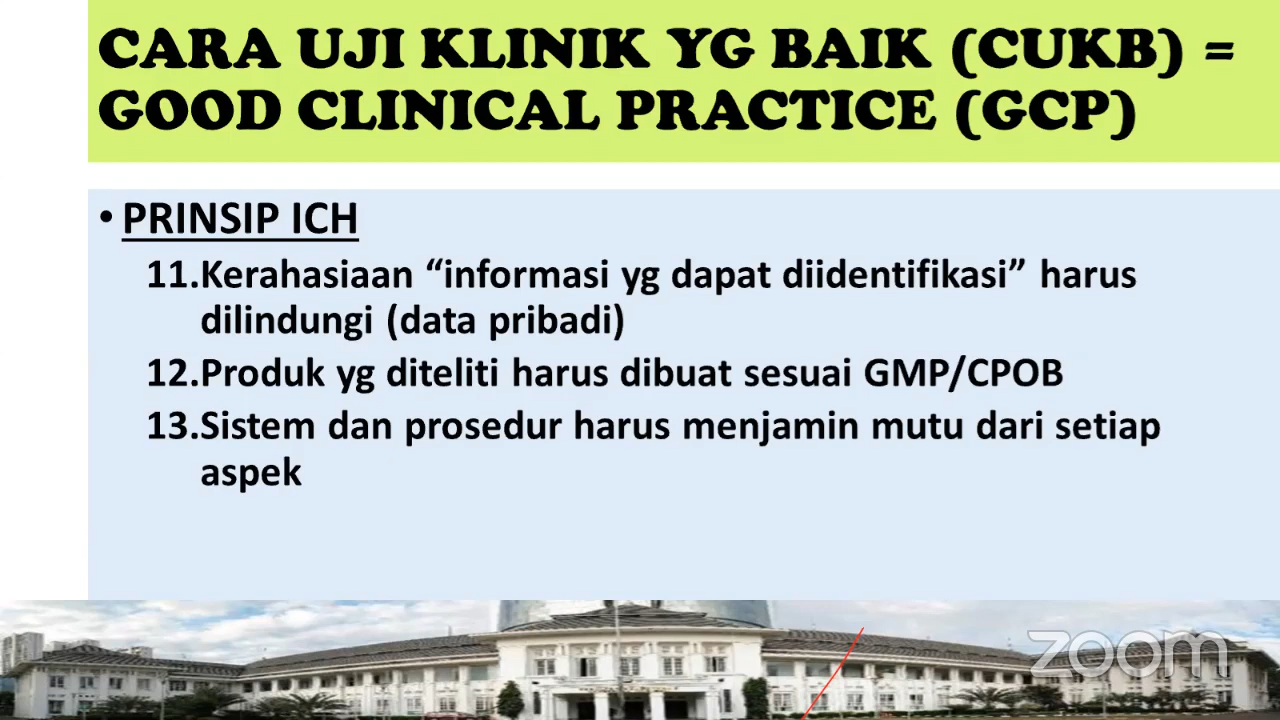 CARA UJI KLINIK YG BAIK (CUKB) =
GOOD CLINICAL PRACTICE (GCP)
• PRINSIP ICH
11.Kerahasiaan “informasi yg dapat diidentifikasi” harus
dilindungi (data pribadi)
12.Produk yg diteliti harus dibuat sesuai GMP/CPOB
13.Sistem dan prosedur harus menjamin mutu dari setiap
aspek
zoom